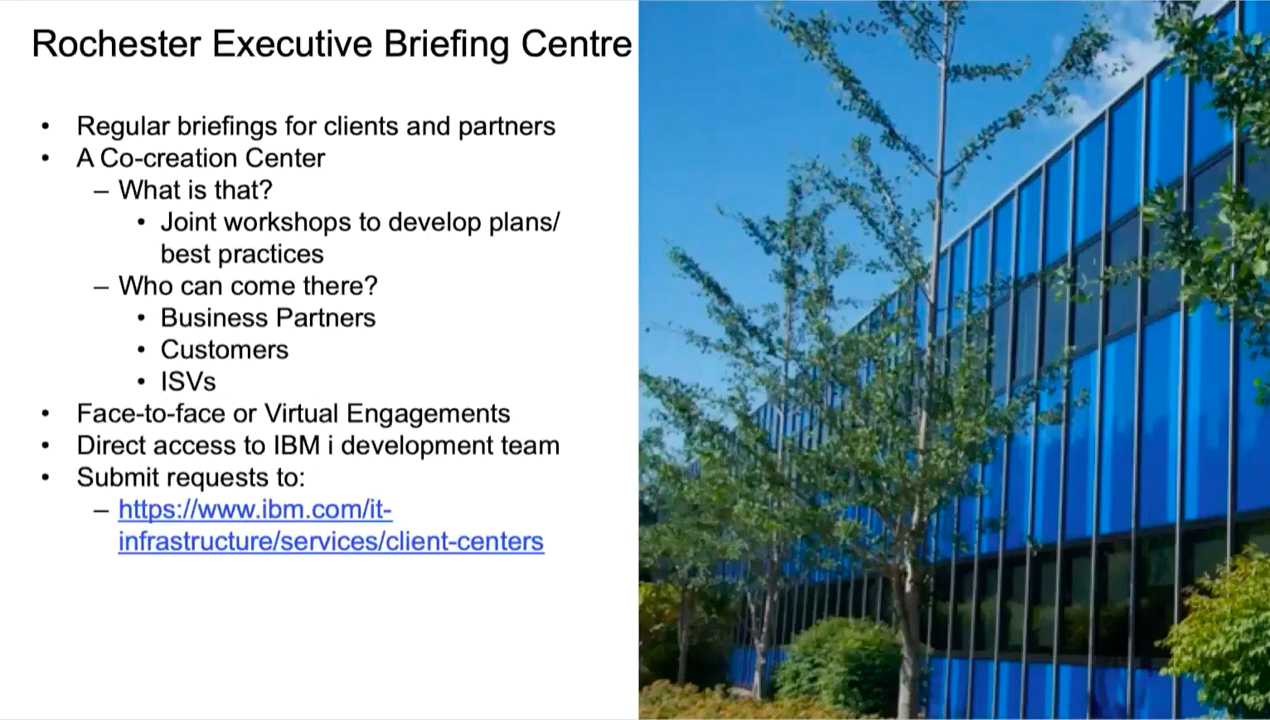 Rochester Executive Briefing Centre
• Regular briefings for clients and partners
• A Co-creation Center
– What is that?
• Joint workshops to develop plans/
best practices
– Who can come there?
• Business Partners
• Customers
• ISVs
• Face-to-face or Virtual Engagements
• Direct access to IBM i development team
• Submit requests to:
– https://www.ibm.com/it-
infrastructure/services/client-centers